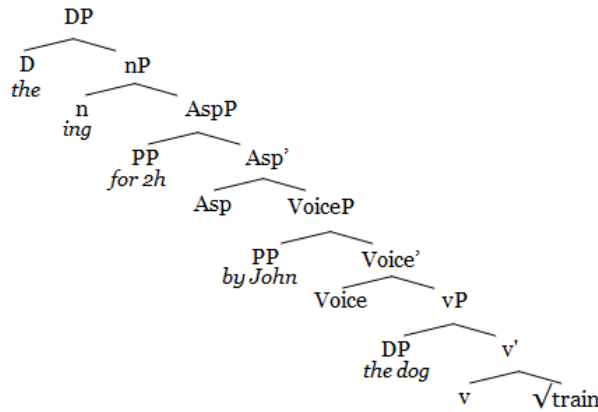 DP
D nP
the
n AspP
ing
PP Asp’
for 2h
Asp VoiceP
PP Voice’
by John
Voice vP
DP v'
the dog
v √train